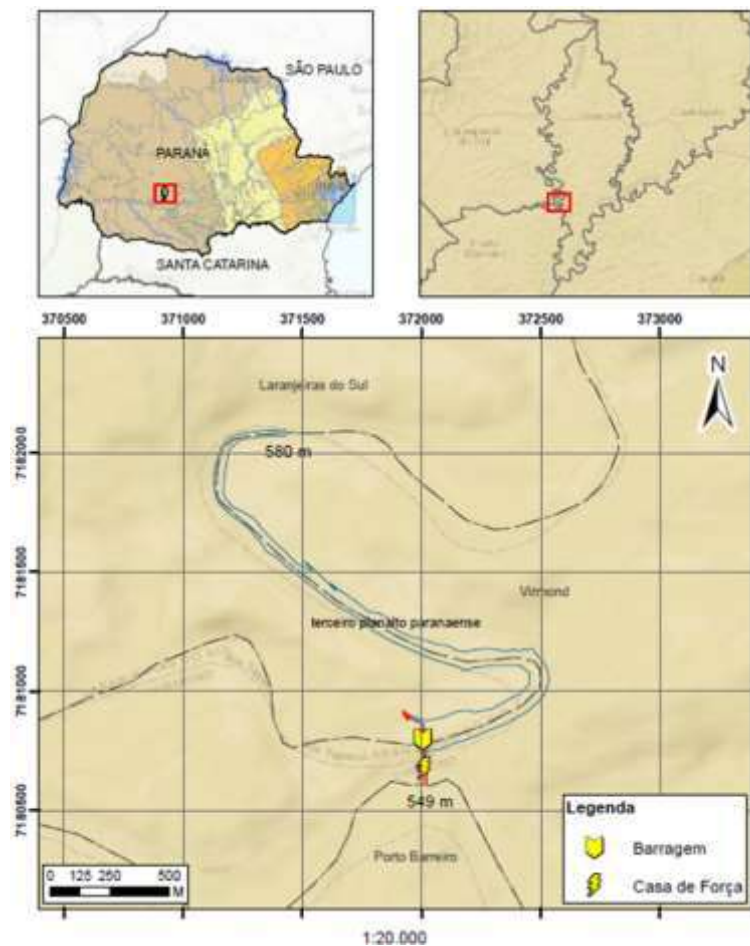 SÃO PAULO
PARANA
SANTA CATARINA
370500 371000 371500 372000 372500 373000
N
Laranjeiras do Sul
7182000
580 m
7181500
Virmond
terceiro planalto paranaense
7181000
7180500
549 m
Porto Barreiro
Legenda
Barragem
Casa de Força
0 125 250 500
M
1:20.000